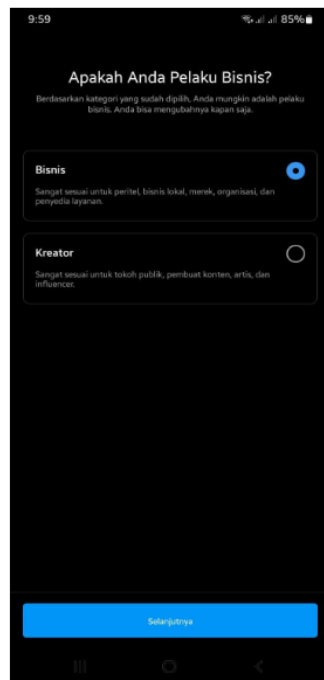 9:59
85%
Apakah Anda Pelaku Bisnis?
Berdasarkan kategori yang sudah dipilih, Anda mungkin adalah pelaku
bisnis. Anda bisa mengubahnya kapan saja.
Bisnis
Sangat sesuai untuk peritel, bisnis lokal, merek, organisasi, dan
penyedia layanan.
Kreator
Sangat sesuai untuk tokoh publik, pembuat konten, artis, dan
influencer.
Selanjutnya